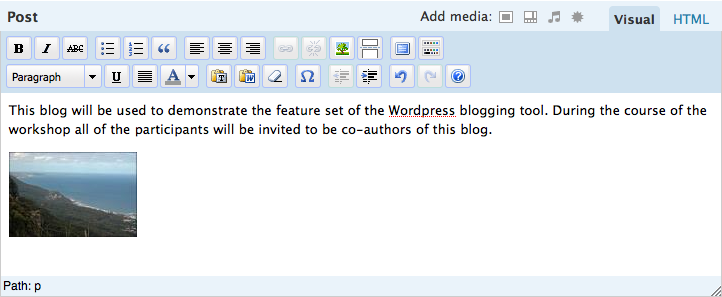 Post Add media: Visual HTML
B I ABC
Paragraph U A Ω
This blog will be used to demonstrate the feature set of the Wordpress blogging tool. During the course of the
workshop all of the participants will be invited to be co-authors of this blog.
Path: p